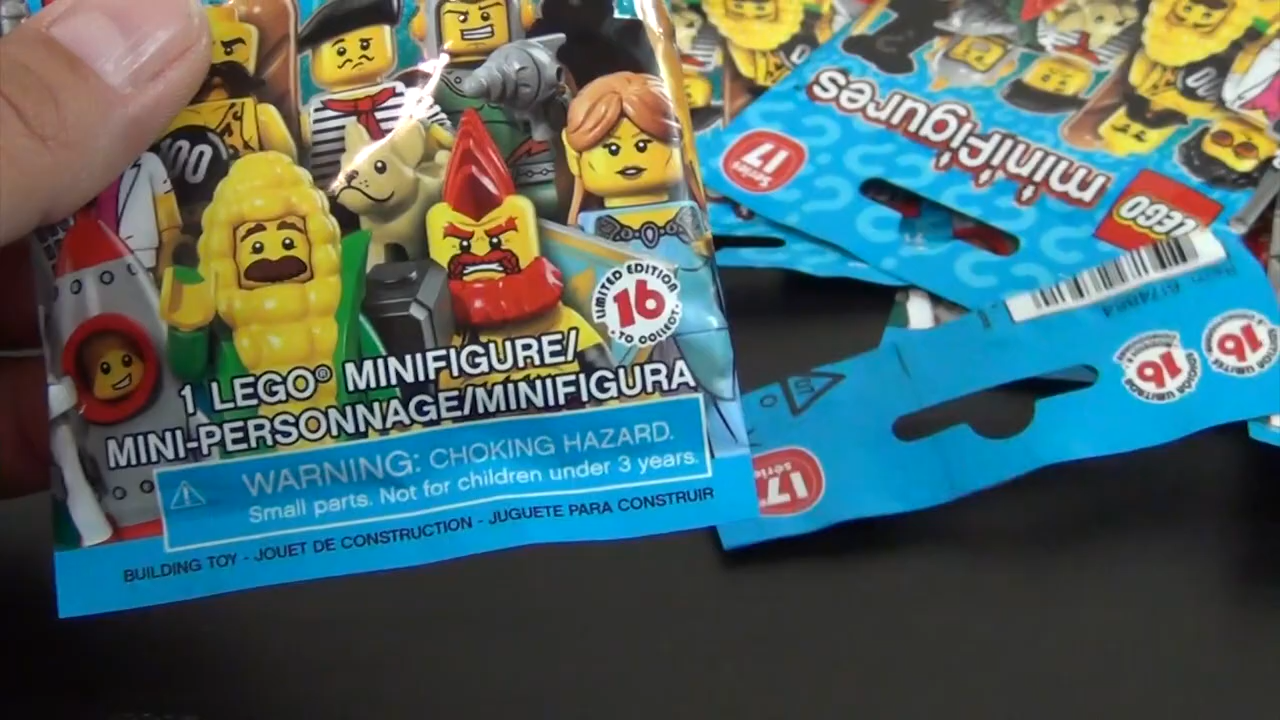 LIMITED EDITION
16
TO COLLECT
1 LEGO® MINIFIGURE/
MINI-PERSONNAGE/MINIFIGURA
WARNING: CHOKING HAZARD.
Small parts. Not for children under 3 years.
BUILDING TOY - JOUET DE CONSTRUCTION - JUGUETE PARA CONSTRUIR
00
minifigures
Series
17
LEGO
16
16
series
17